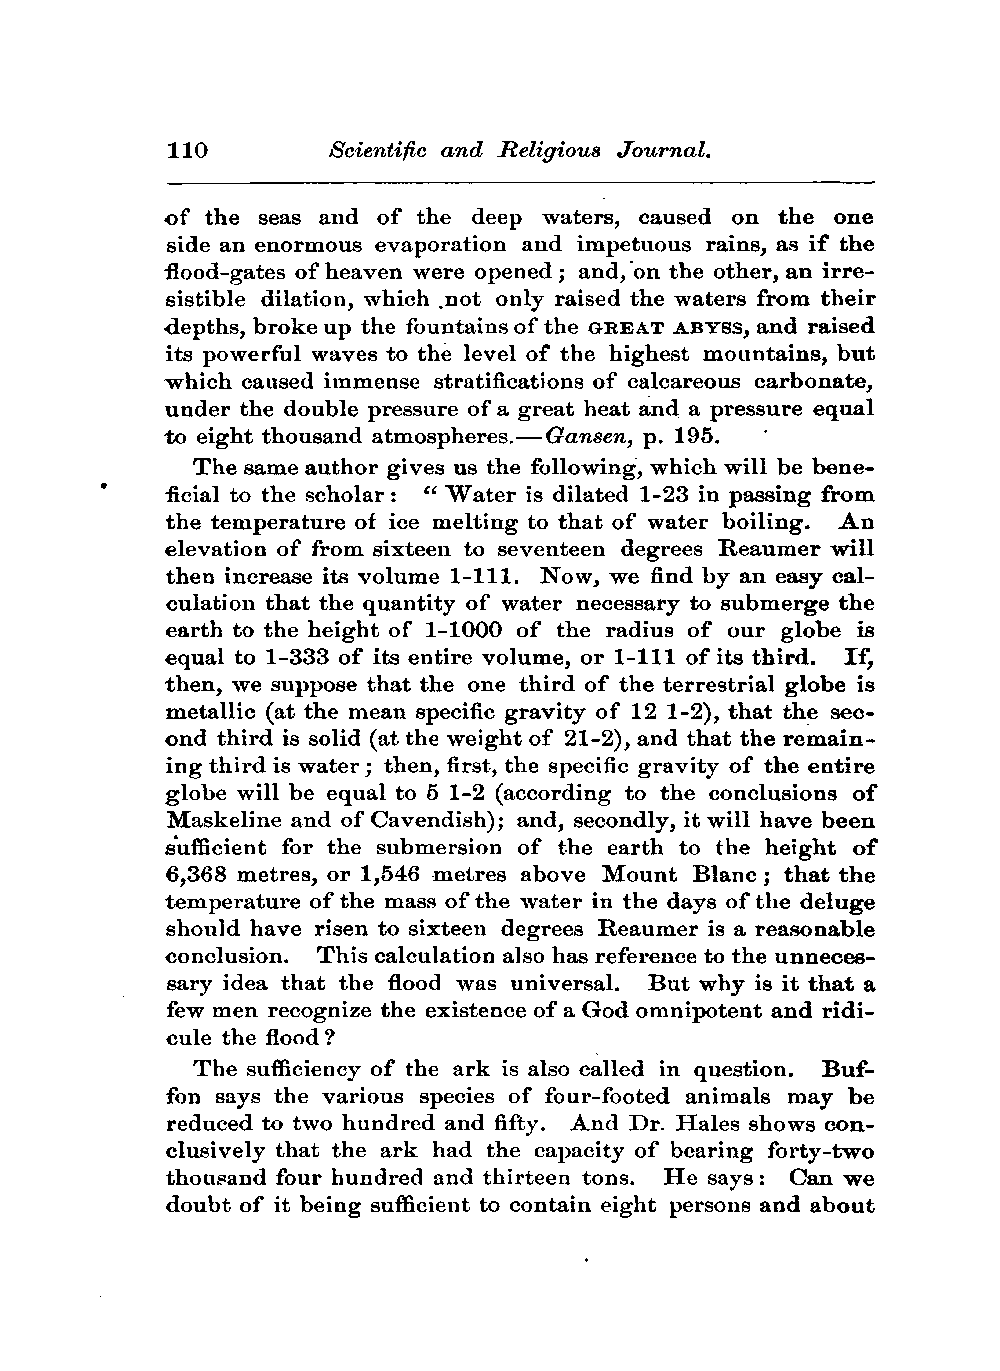 110 Scientific and Religious Journal.
of the seas and of the deep waters, caused on the one
side an enormous evaporation and impetuous rains, as if the
flood-gates of heaven were opened; and, on the other, an irre-
sistible dilation, which not only raised the waters from their
depths, broke up the fountains of the GREAT ABYSS, and raised
its powerful waves to the level of the highest mountains, but
which caused immense stratifications of calcareous carbonate,
under the double pressure of a great heat and a pressure equal
to eight thousand atmospheres.—Gansen, p. 195.
The same author gives us the following, which will be bene-
ficial to the scholar: “Water is dilated 1-23 in passing from
the temperature of ice melting to that of water boiling. An
elevation of from sixteen to seventeen degrees Reaumer will
then increase its volume 1-111. Now, we find by an easy cal-
culation that the quantity of water necessary to submerge the
earth to the height of 1-1000 of the radius of our globe is
equal to 1-333 of its entire volume, or 1-111 of its third. If,
then, we suppose that the one third of the terrestrial globe is
metallic (at the mean specific gravity of 12 1-2), that the sec-
ond third is solid (at the weight of 21-2), and that the remain-
ing third is water; then, first, the specific gravity of the entire
globe will be equal to 5 1-2 (according to the conclusions of
Maskeline and of Cavendish); and, secondly, it will have been
sufficient for the submersion of the earth to the height of
6,368 metres, or 1,546 metres above Mount Blanc; that the
temperature of the mass of the water in the days of the deluge
should have risen to sixteen degrees Reaumer is a reasonable
conclusion. This calculation also has reference to the unneces-
sary idea that the flood was universal. But why is it that a
few men recognize the existence of a God omnipotent and ridi-
cule the flood?
The sufficiency of the ark is also called in question. Buf-
fon says the various species of four-footed animals may be
reduced to two hundred and fifty. And Dr. Hales shows con-
clusively that the ark had the capacity of bearing forty-two
thousand four hundred and thirteen tons. He says: Can we
doubt of it being sufficient to contain eight persons and about